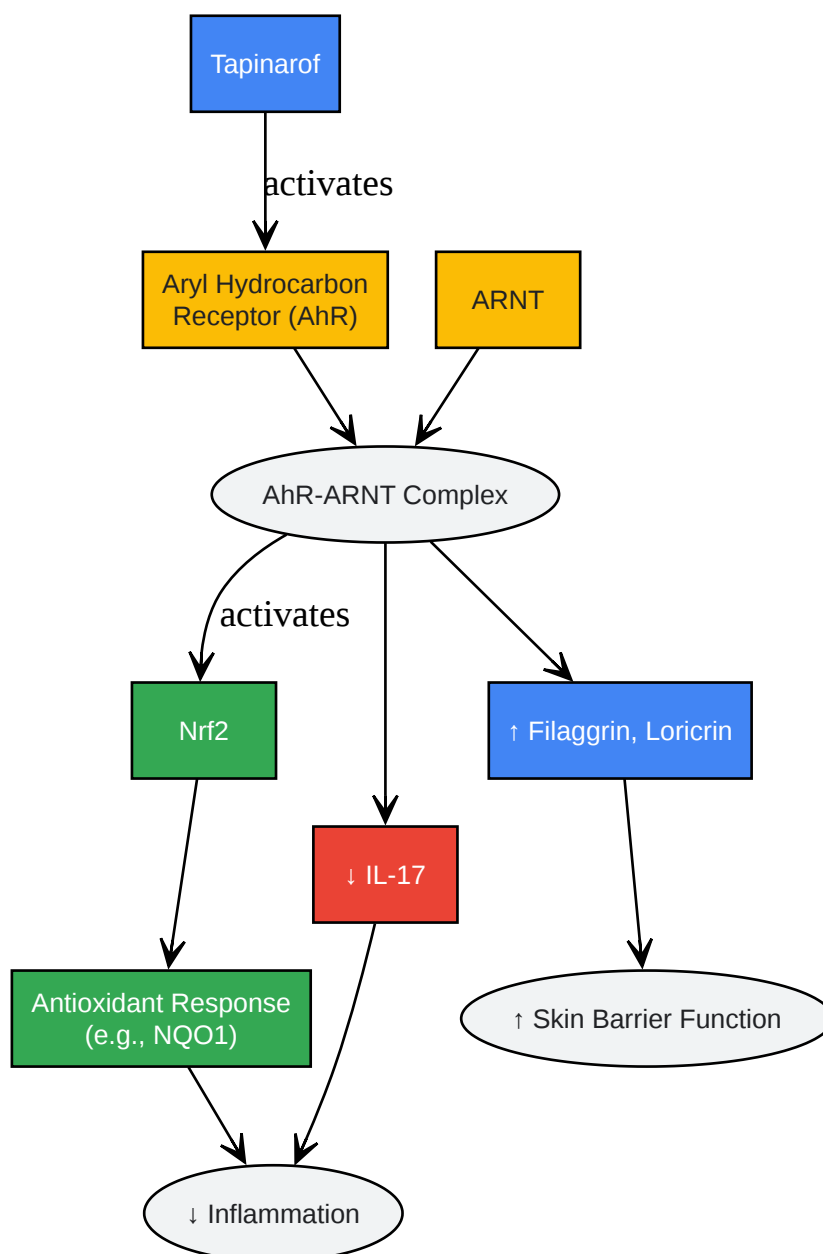 Tapinarof
activates
Aryl Hydrocarbon
Receptor (AhR)
ARNT
AhR-ARNT Complex
activates
Nrf2
↑ Filaggrin, Loricrin
↓ IL-17
Antioxidant Response
(e.g., NQO1)
↑ Skin Barrier Function
↓ Inflammation